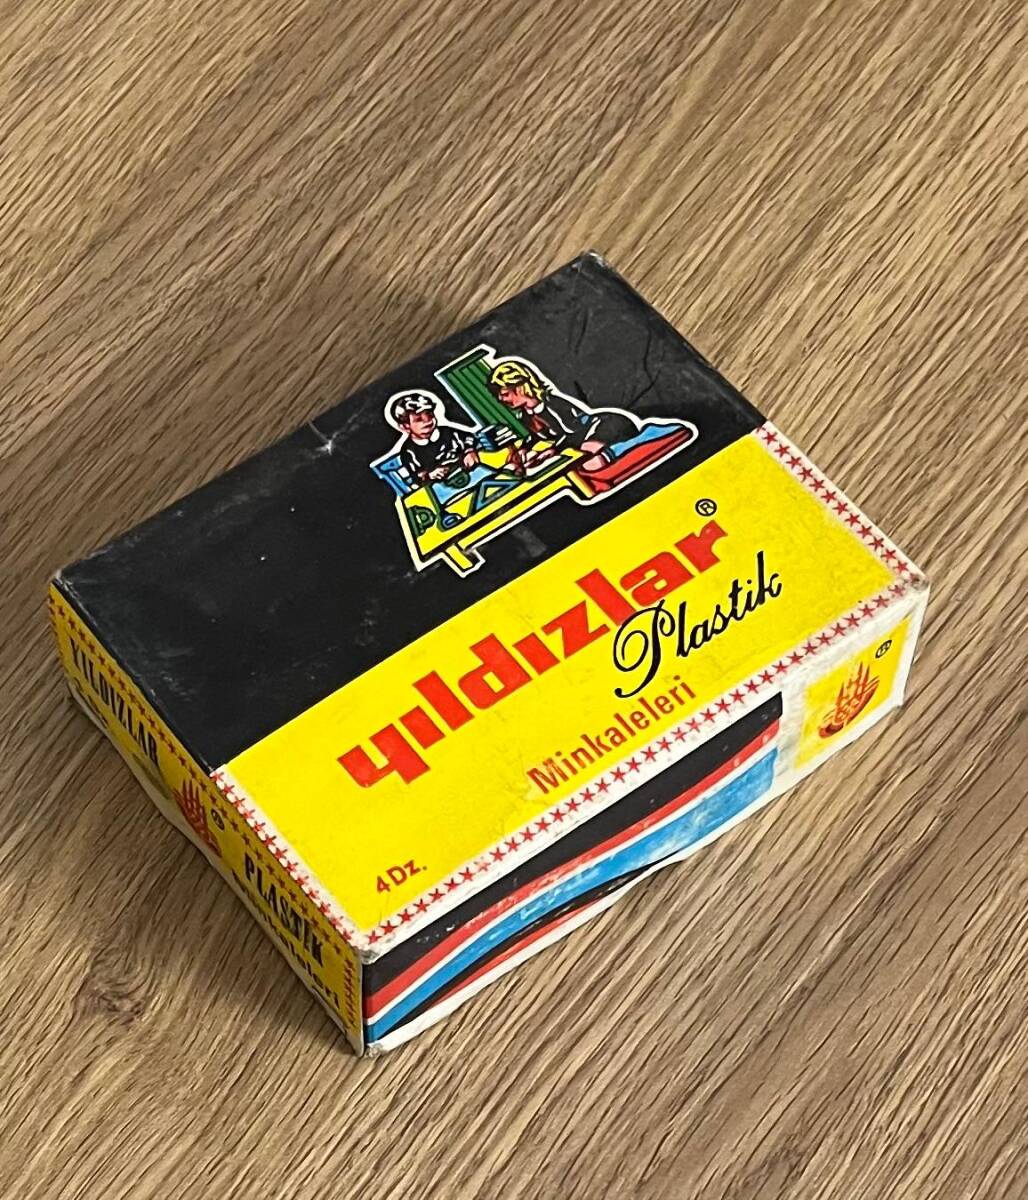 yıldızlar ®
Plastik
Minkaleleri
4Dz.
YILDIZLAR
®
PLASTİK
®